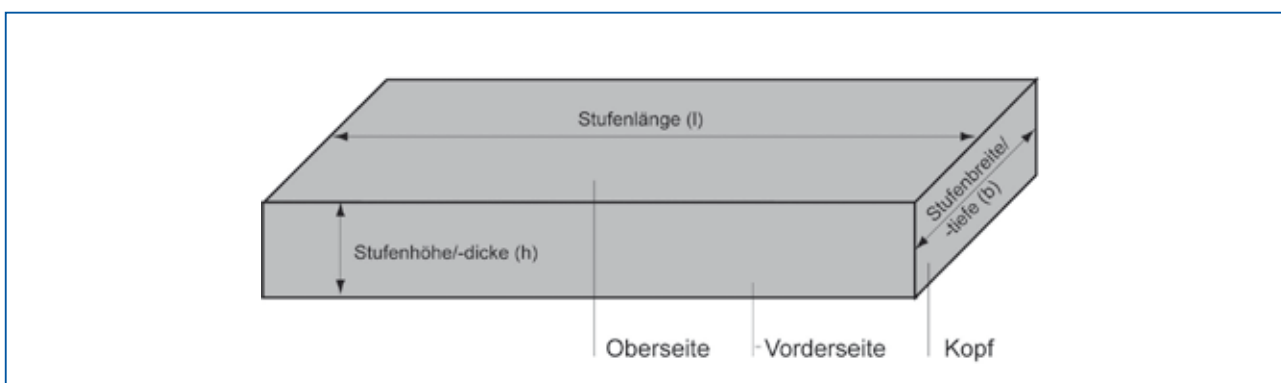 Stufenlänge (l)
Stufenbreite/
-tiefe (b)
Stufenhöhe/-dicke (h)
Oberseite
Vorderseite
Kopf